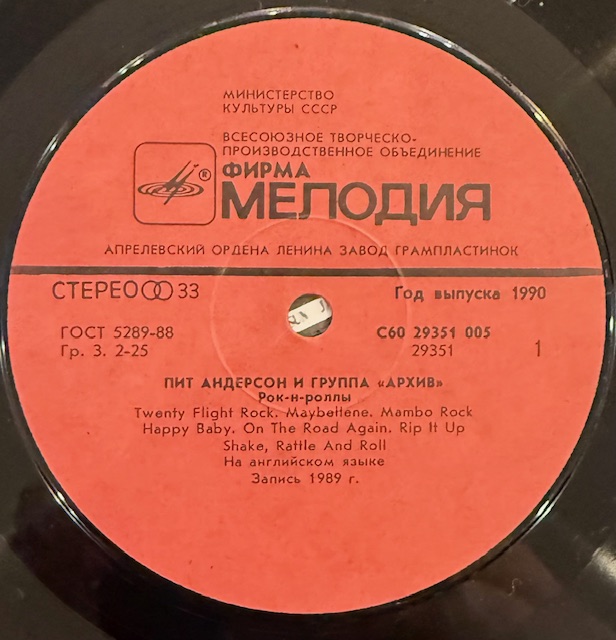 МИНИСТЕРСТВО
КУЛЬТУРЫ СССР
ВСЕСОЮЗНОЕ ТВОРЧЕСКО-
ПРОИЗВОДСТВЕННОЕ ОБЪЕДИНЕНИЕ
®
ФИРМА
МЕЛОДИЯ
АПРЕЛЕВСКИЙ ОРДЕНА ЛЕНИНА ЗАВОД ГРАМПЛАСТИНОК
СТЕРЕО 33 Год выпуска 1990
ГОСТ 5289-88 С60 29351 005
Гр. 3. 2-25 29351 1
ПИТ АНДЕРСОН И ГРУППА «АРХИВ»
Рок-н-роллы
Twenty Flight Rock. Maybellene. Mambo Rock
Happy Baby. On The Road Again. Rip It Up
Shake, Rattle And Roll
На английском языке
Запись 1989 г.